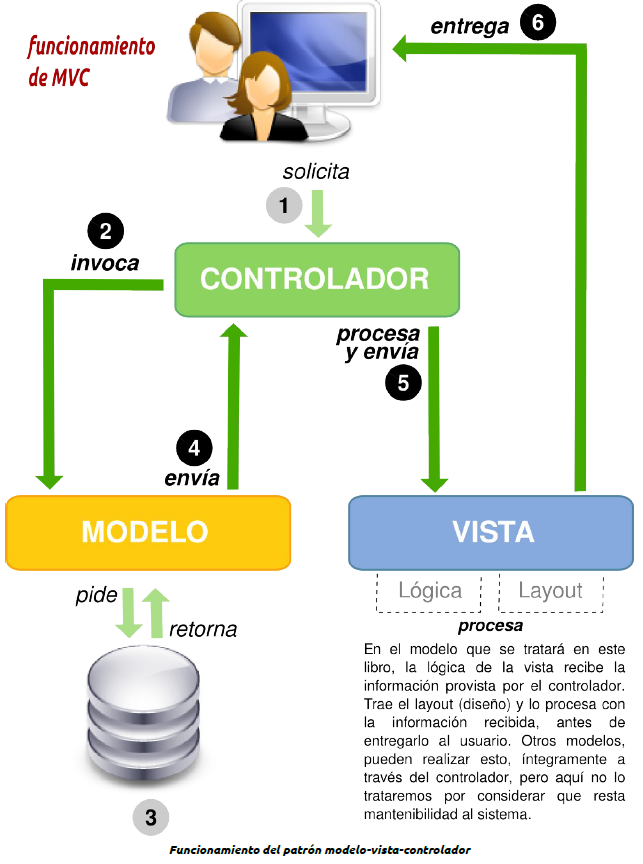 funcionamiento
de MVC
entrega 6
solicita
1
2
invoca
CONTROLADOR
procesa
y envía
5
4
envía
MODELO
VISTA
Lógica
Layout
procesa
pide
retorna
3
En el modelo que se tratará en este
libro, la lógica de la vista recibe la
información provista por el controlador.
Trae el layout (diseño) y lo procesa con
la información recibida, antes de
entregarlo al usuario. Otros modelos,
pueden realizar esto, íntegramente a
través del controlador, pero aquí no lo
trataremos por considerar que resta
mantenibilidad al sistema.
Funcionamiento del patrón modelo-vista-controlador